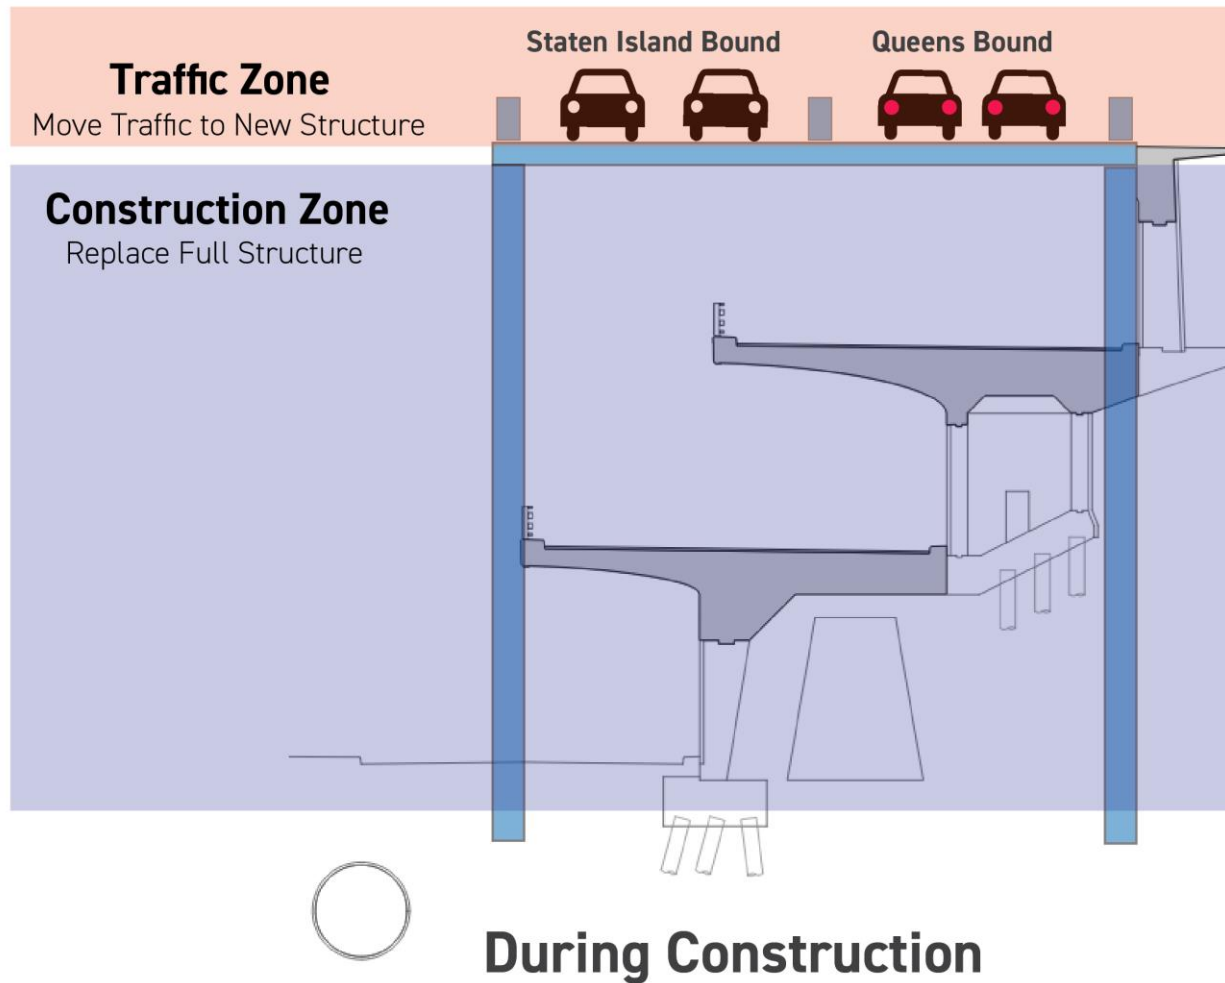 Staten Island Bound
Queens Bound
Traffic Zone
Move Traffic to New Structure
Construction Zone
Replace Full Structure
During Construction